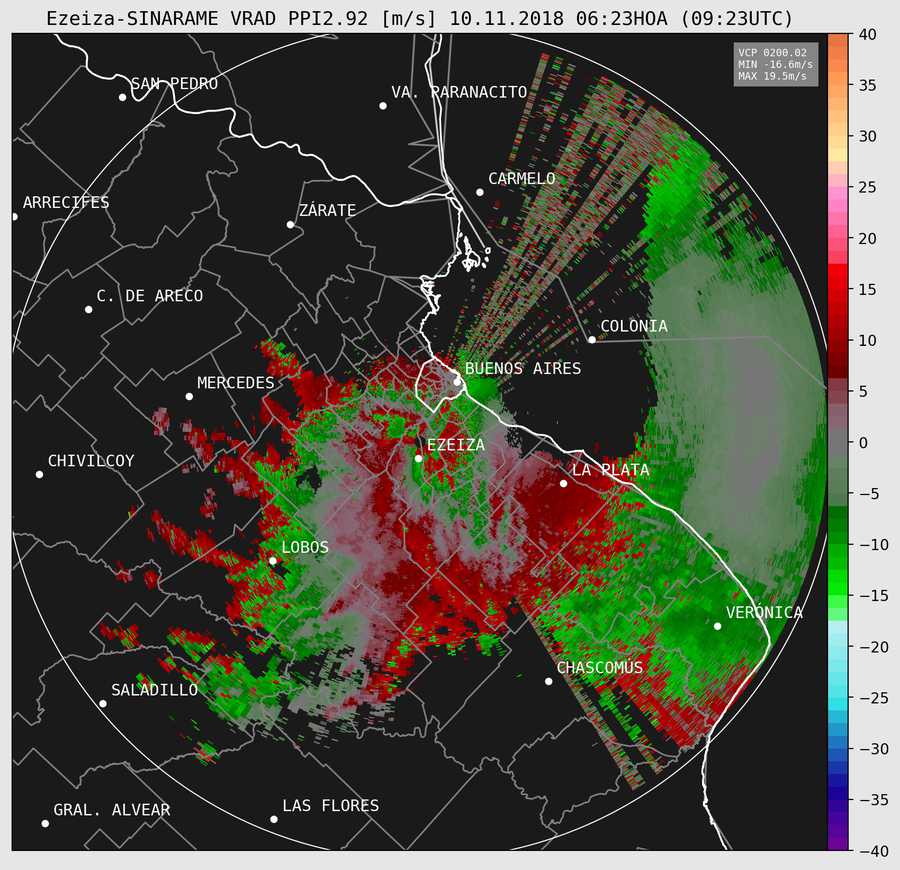 Ezeiza-SINARAME VRAD PPI2.92 [m/s] 10.11.2018 06:23HOA (09:23UTC)
VCP 0200.02
MIN -16.6m/s
MAX 19.5m/s
SAN PEDRO
VA. PARANACITO
ARRECIFES
ZÁRATE
CARMELO
C. DE ARECO
COLONIA
MERCEDES
BUENOS AIRES
CHIVILCOY
EZEIZA
LA PLATA
LOBOS
VERÓNICA
SALADILLO
CHASCOMÚS
GRAL. ALVEAR
LAS FLORES
40
35
30
25
20
15
10
5
0
−5
−10
−15
−20
−25
−30
−35
−40